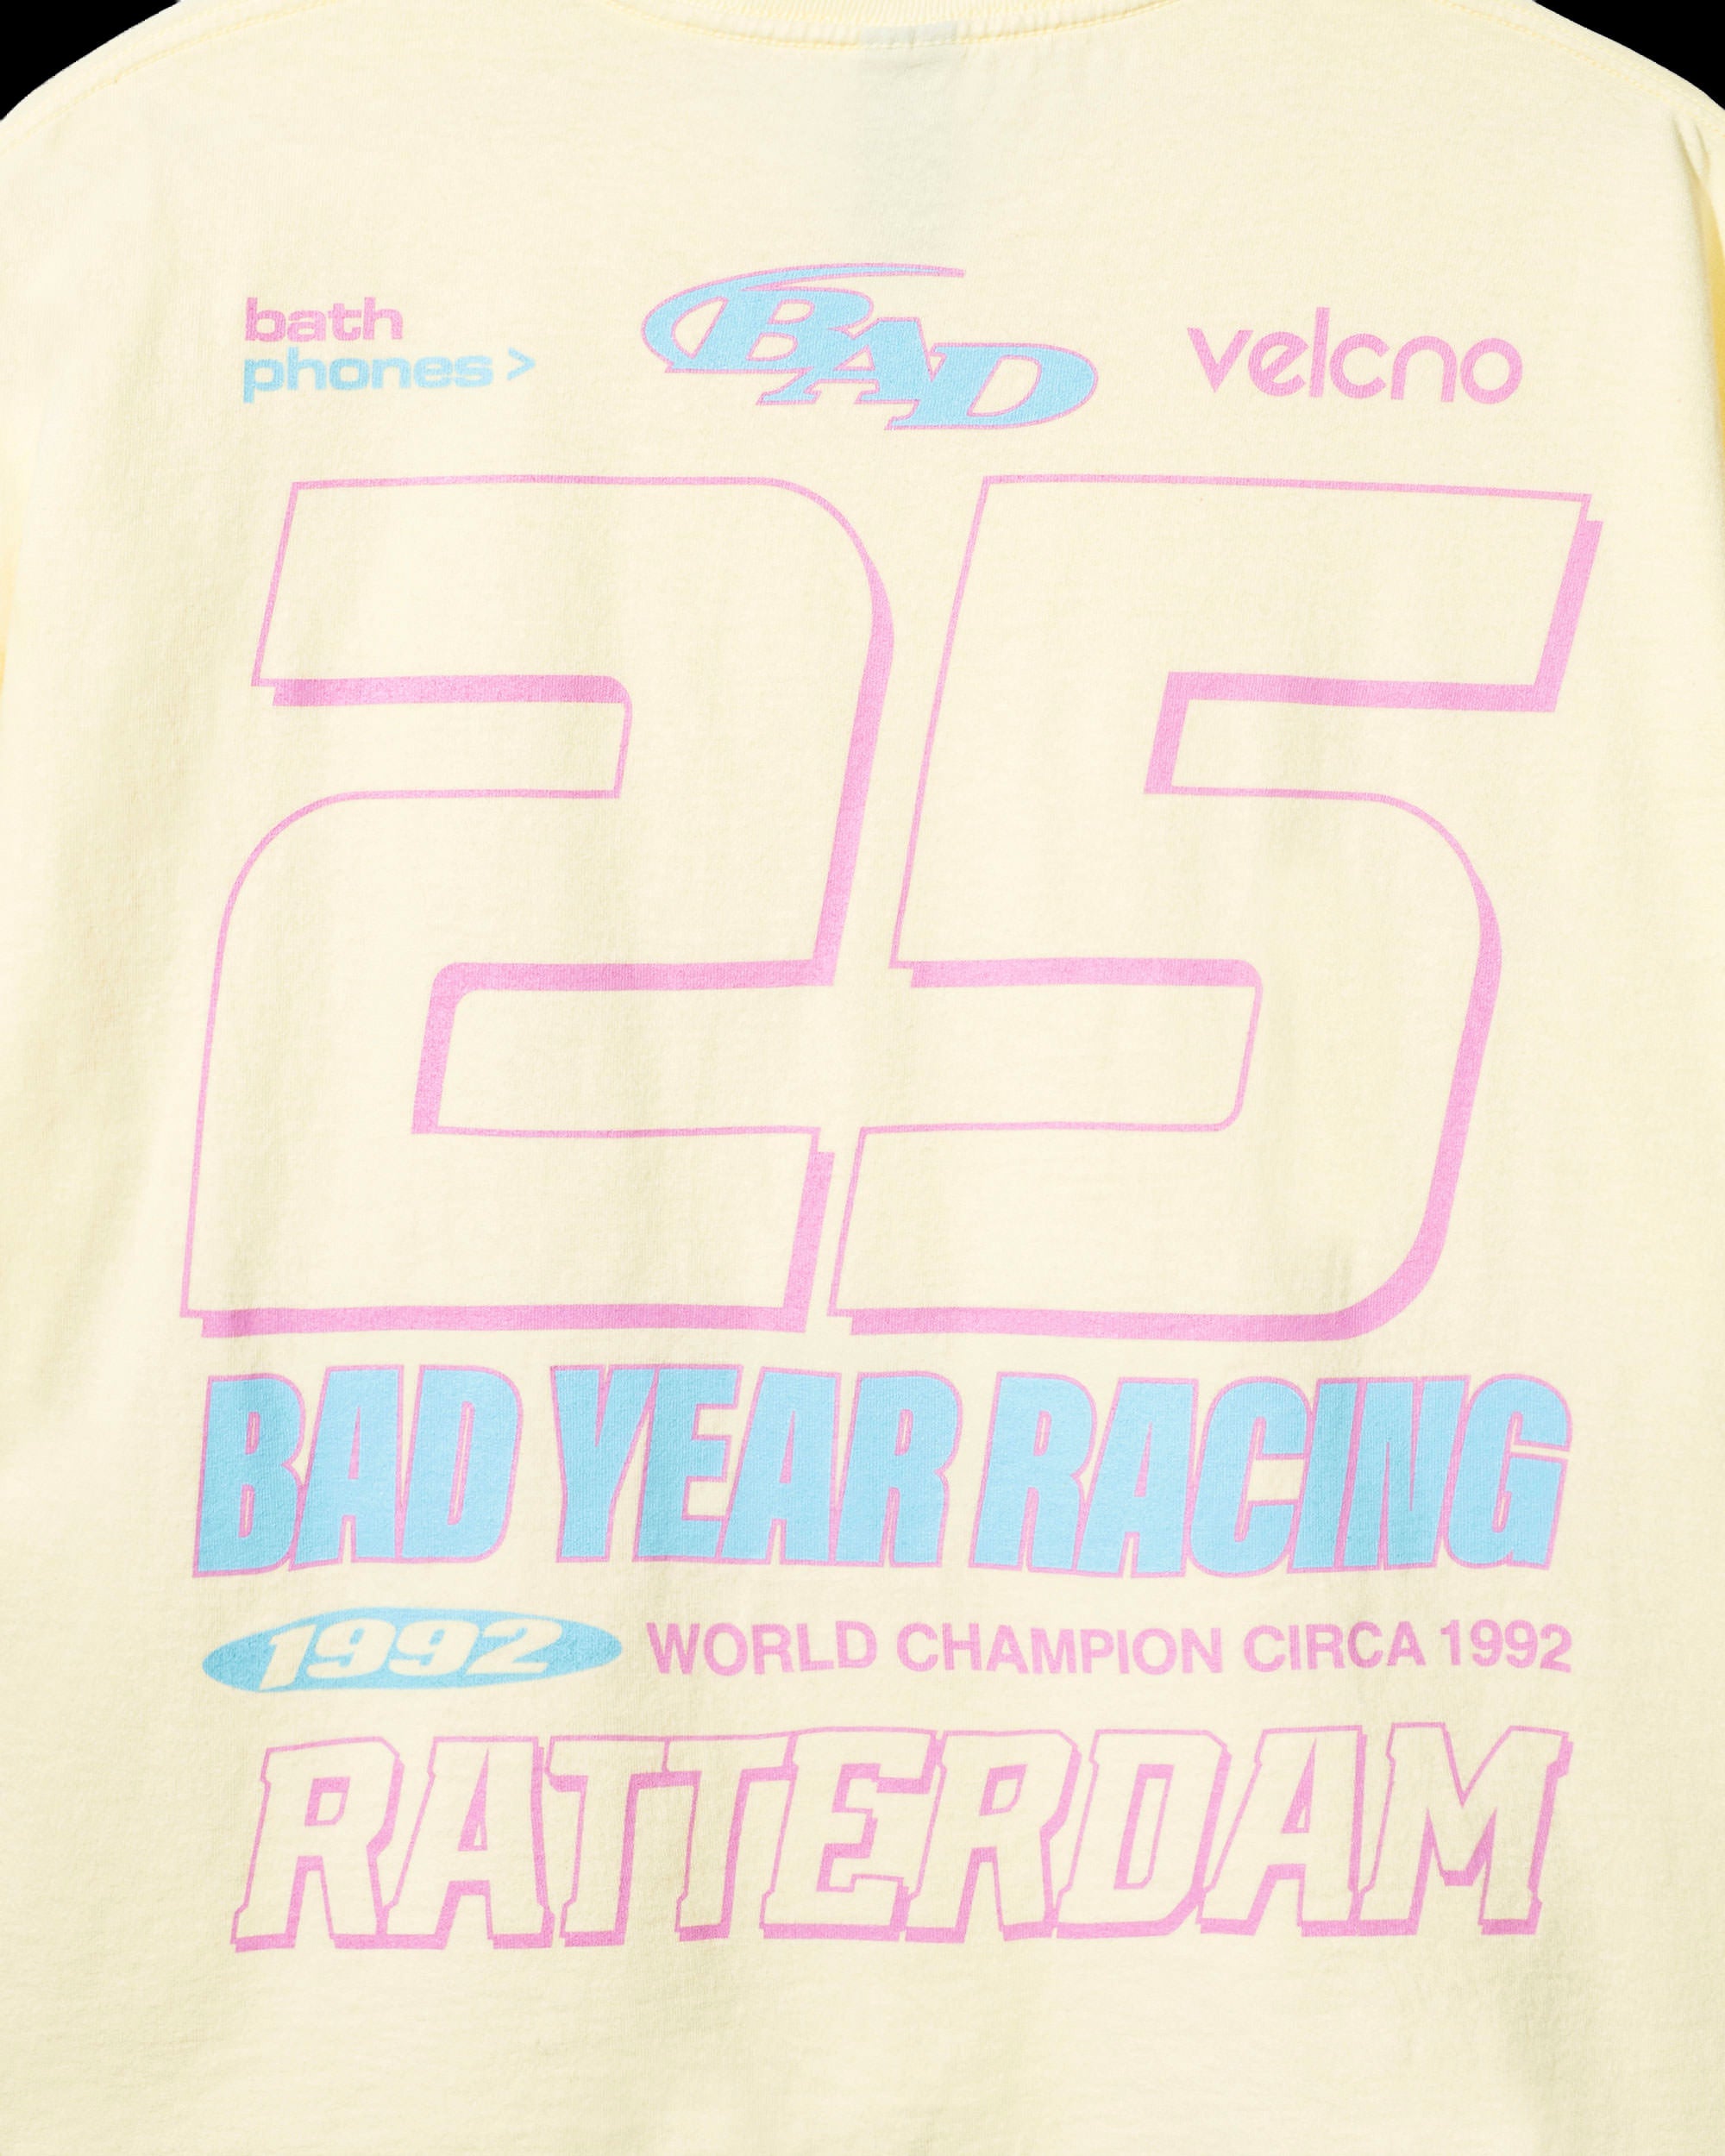 bath
phones>
BAD
velcno
25
BAD YEAR RACING
1992 WORLD CHAMPION CIRCA 1992
RATTERDAM